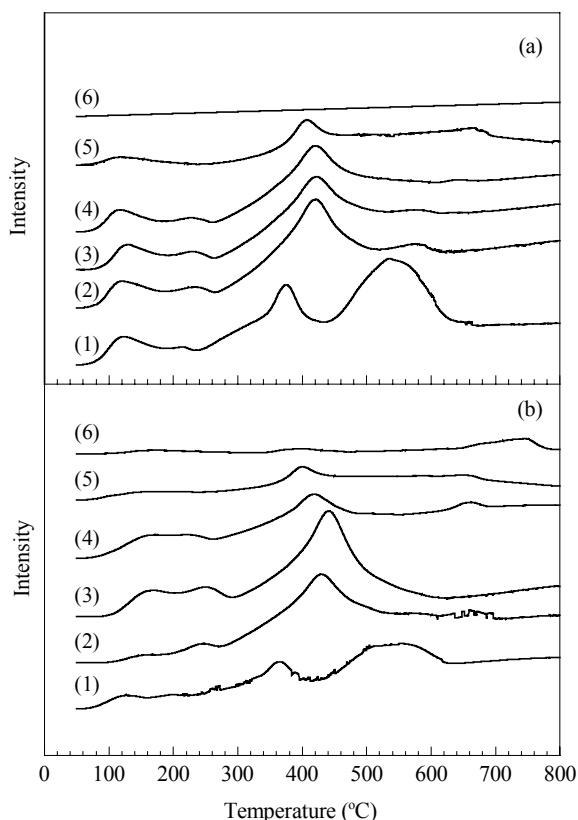 (a)
(6)
(5)
(4)
(3)
(2)
(1)
Intensity
(b)
(6)
(5)
(4)
(3)
(2)
(1)
Intensity
0 100 200 300 400 500 600 700 800
Temperature (ºC)